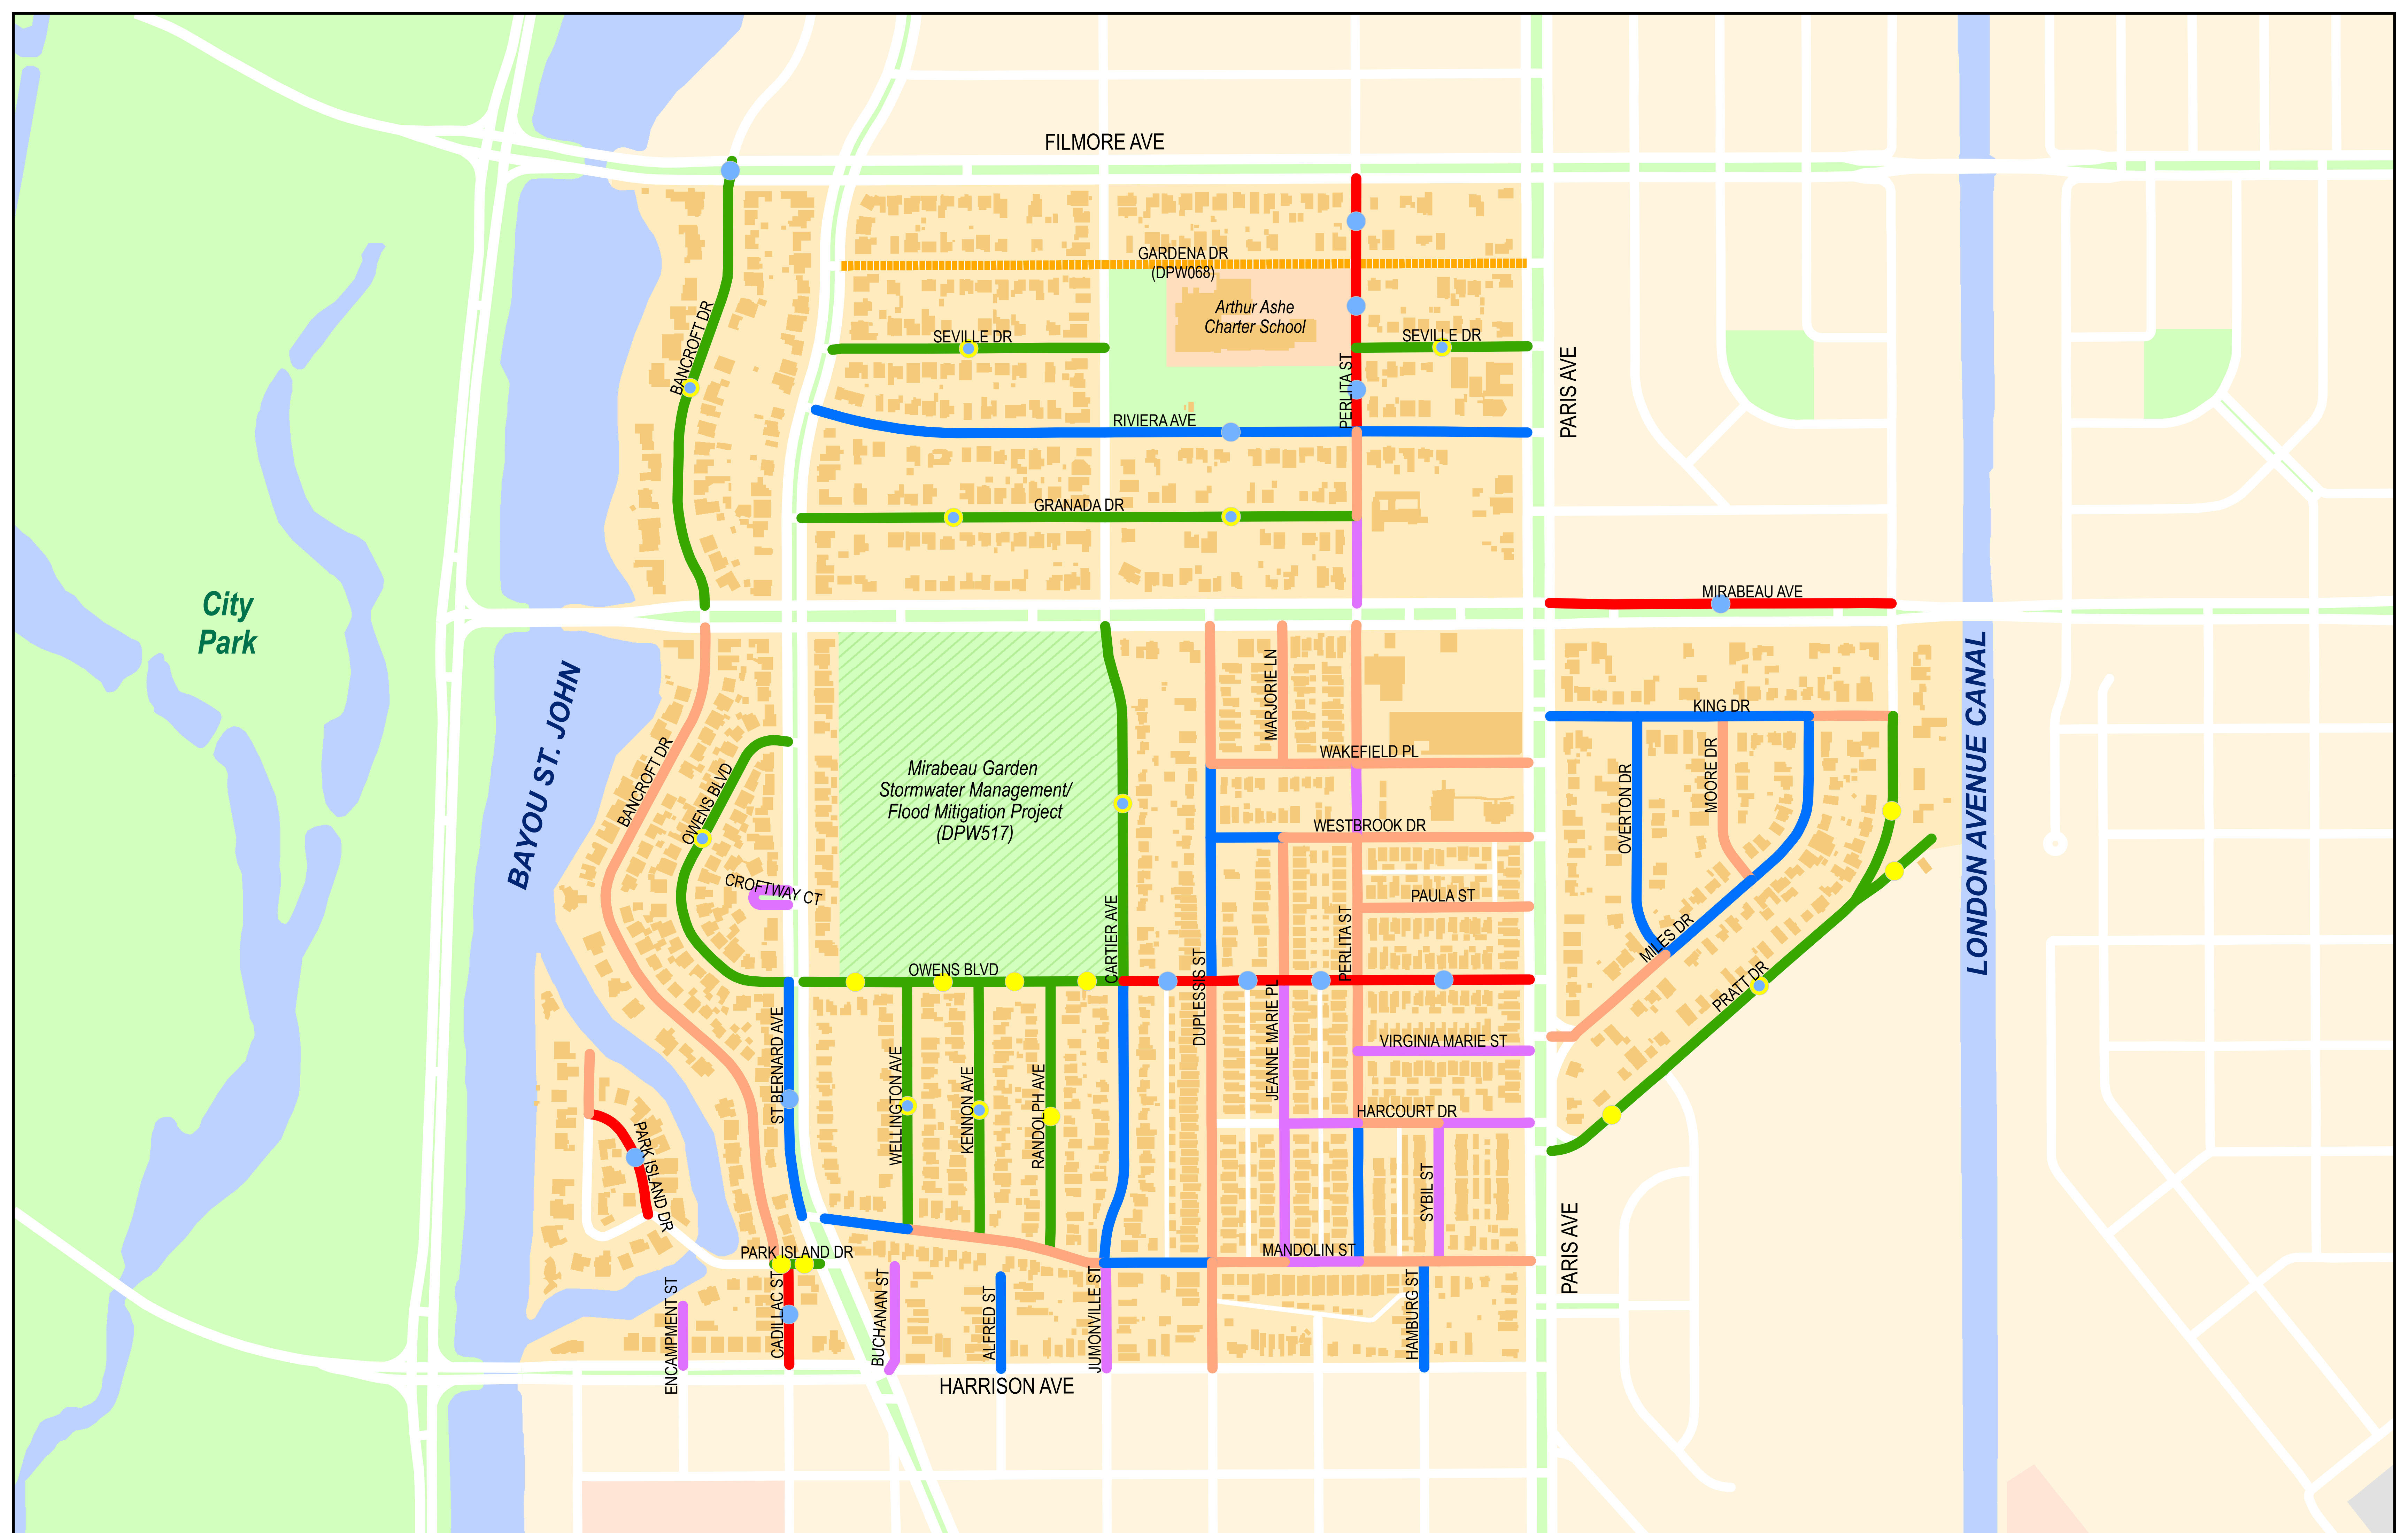 FILMORE AVE
GARDENA DR
(DPW068)
Arthur Ashe
Charter School
BANCROFT DR
SEVILLE DR
SEVILLE DR
PERLITA ST
PARIS AVE
RIVIERA AVE
GRANADA DR
City
Park
MIRABEAU AVE
BAYOU ST. JOHN
LONDON AVENUE CANAL
MARJORIE LN
KING DR
BANCROFT DR
OWENS BLVD
Mirabeau Garden
Stormwater Management/
Flood Mitigation Project
(DPW517)
WAKEFIELD PL
OVERTON DR
MOORE DR
WESTBROOK DR
CROFTWAY CT
PAULA ST
CARTIER AVE
PERLITA ST
MILES DR
OWENS BLVD
DUPLESSIS ST
PRATT DR
ST BERNARD AVE
JEANNE MARIE PL
VIRGINIA MARIE ST
WELLINGTON AVE
KENNON AVE
RANDOLPH AVE
HARCOURT DR
PARK ISLAND DR
SYBIL ST
PARIS AVE
PARK ISLAND DR
MANDOLIN ST
ENCAMPMENT ST
CADILLAC ST
BUCHANAN ST
ALFRED ST
JUMONVILLE ST
HAMBURG ST
HARRISON AVE